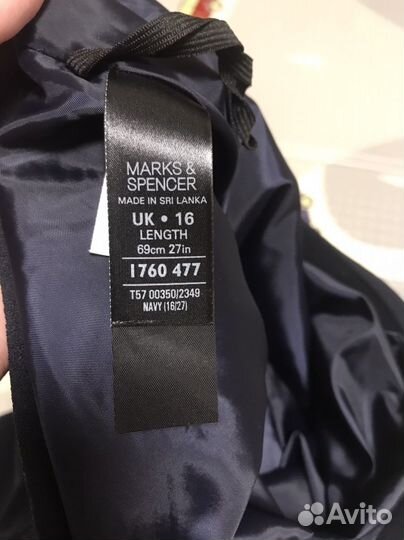 MARKS &
SPENCER
MADE IN SRI LANKA
UK • 16
LENGTH
69cm 27in
1760 477
T57 00350/2349
NAVY (16/27)
Avito